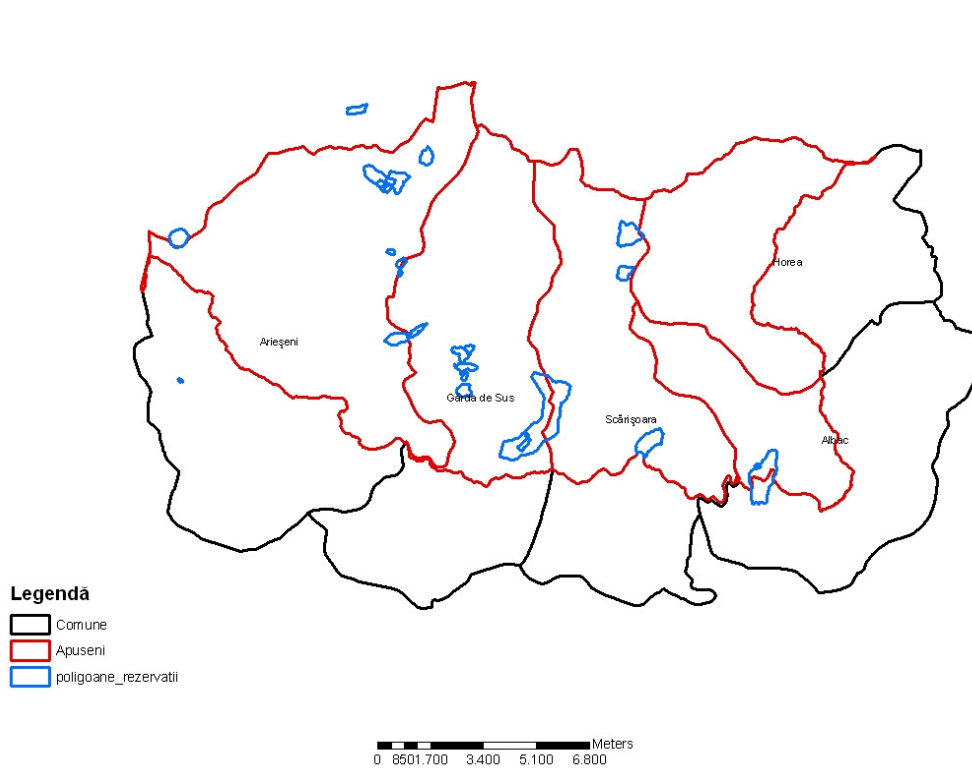 Horea
Arieşeni
Gârda de Sus
Scărişoara
Albac
Legendă
Comune
Apuseni
poligoane_rezervatii
Meters
0 8501.700 3.400 5.100 6.800